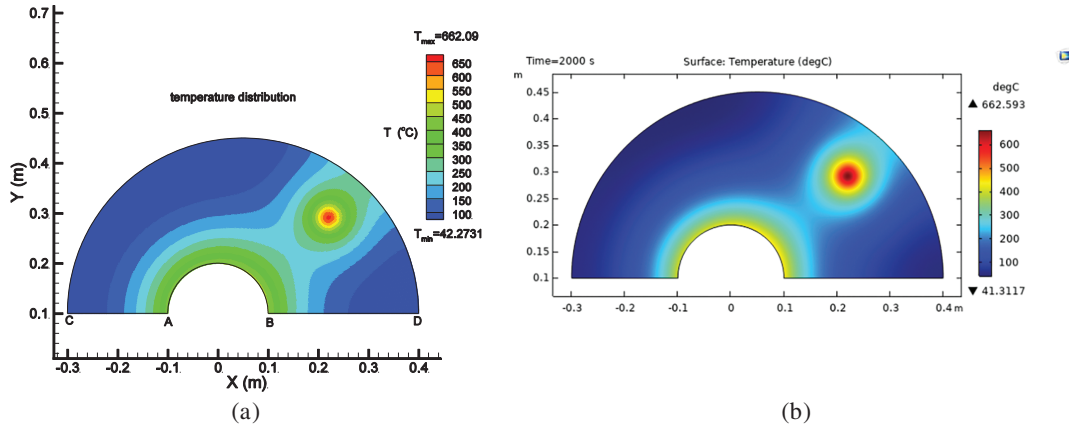 0.7
0.6
0.5
0.4
0.3
0.2
0.1
Y (m)
-0.3 -0.2 -0.1 0 0.1 0.2 0.3 0.4
X (m)
temperature distribution
C A B D
T_max=662.09
T (°C)
650
600
550
500
450
400
350
300
250
200
150
100
T_min=42.2731
(a)
Time=2000 s
Surface: Temperature (degC)
m
0.45
0.4
0.35
0.3
0.25
0.2
0.15
0.1
-0.3 -0.2 -0.1 0 0.1 0.2 0.3 0.4 m
degC
▲ 662.593
600
500
400
300
200
100
▼ 41.3117
(b)